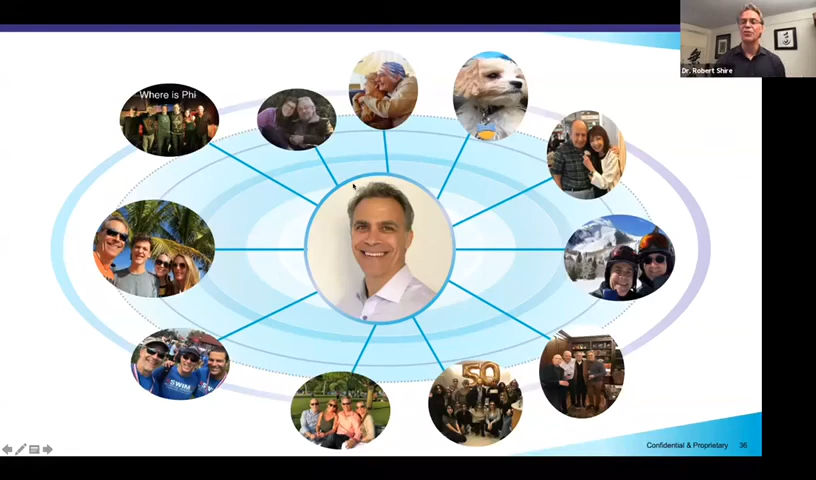 Dr. Robert Shire
Where is Phi
50
SWIM
Confidential & Proprietary 36